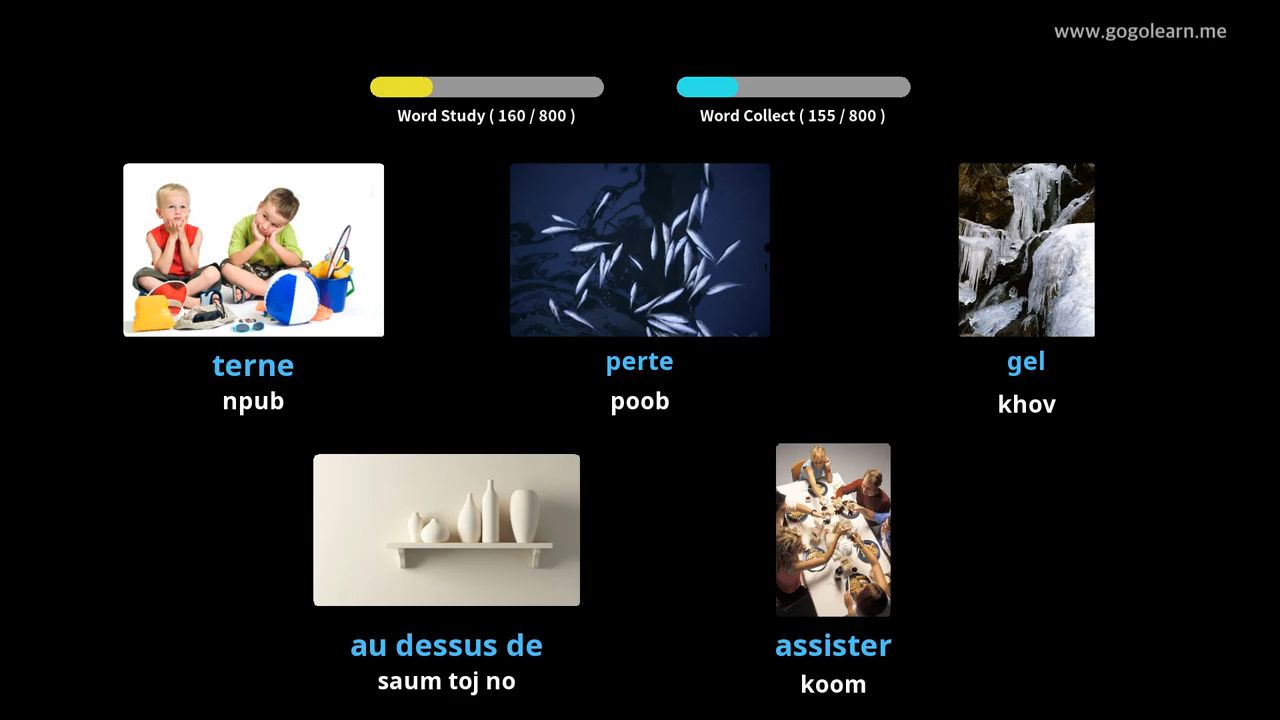 www.gogolearn.me
Word Study ( 160 / 800 )
Word Collect ( 155 / 800 )
terne
npub
perte
poob
gel
khov
au dessus de
saum toj no
assister
koom